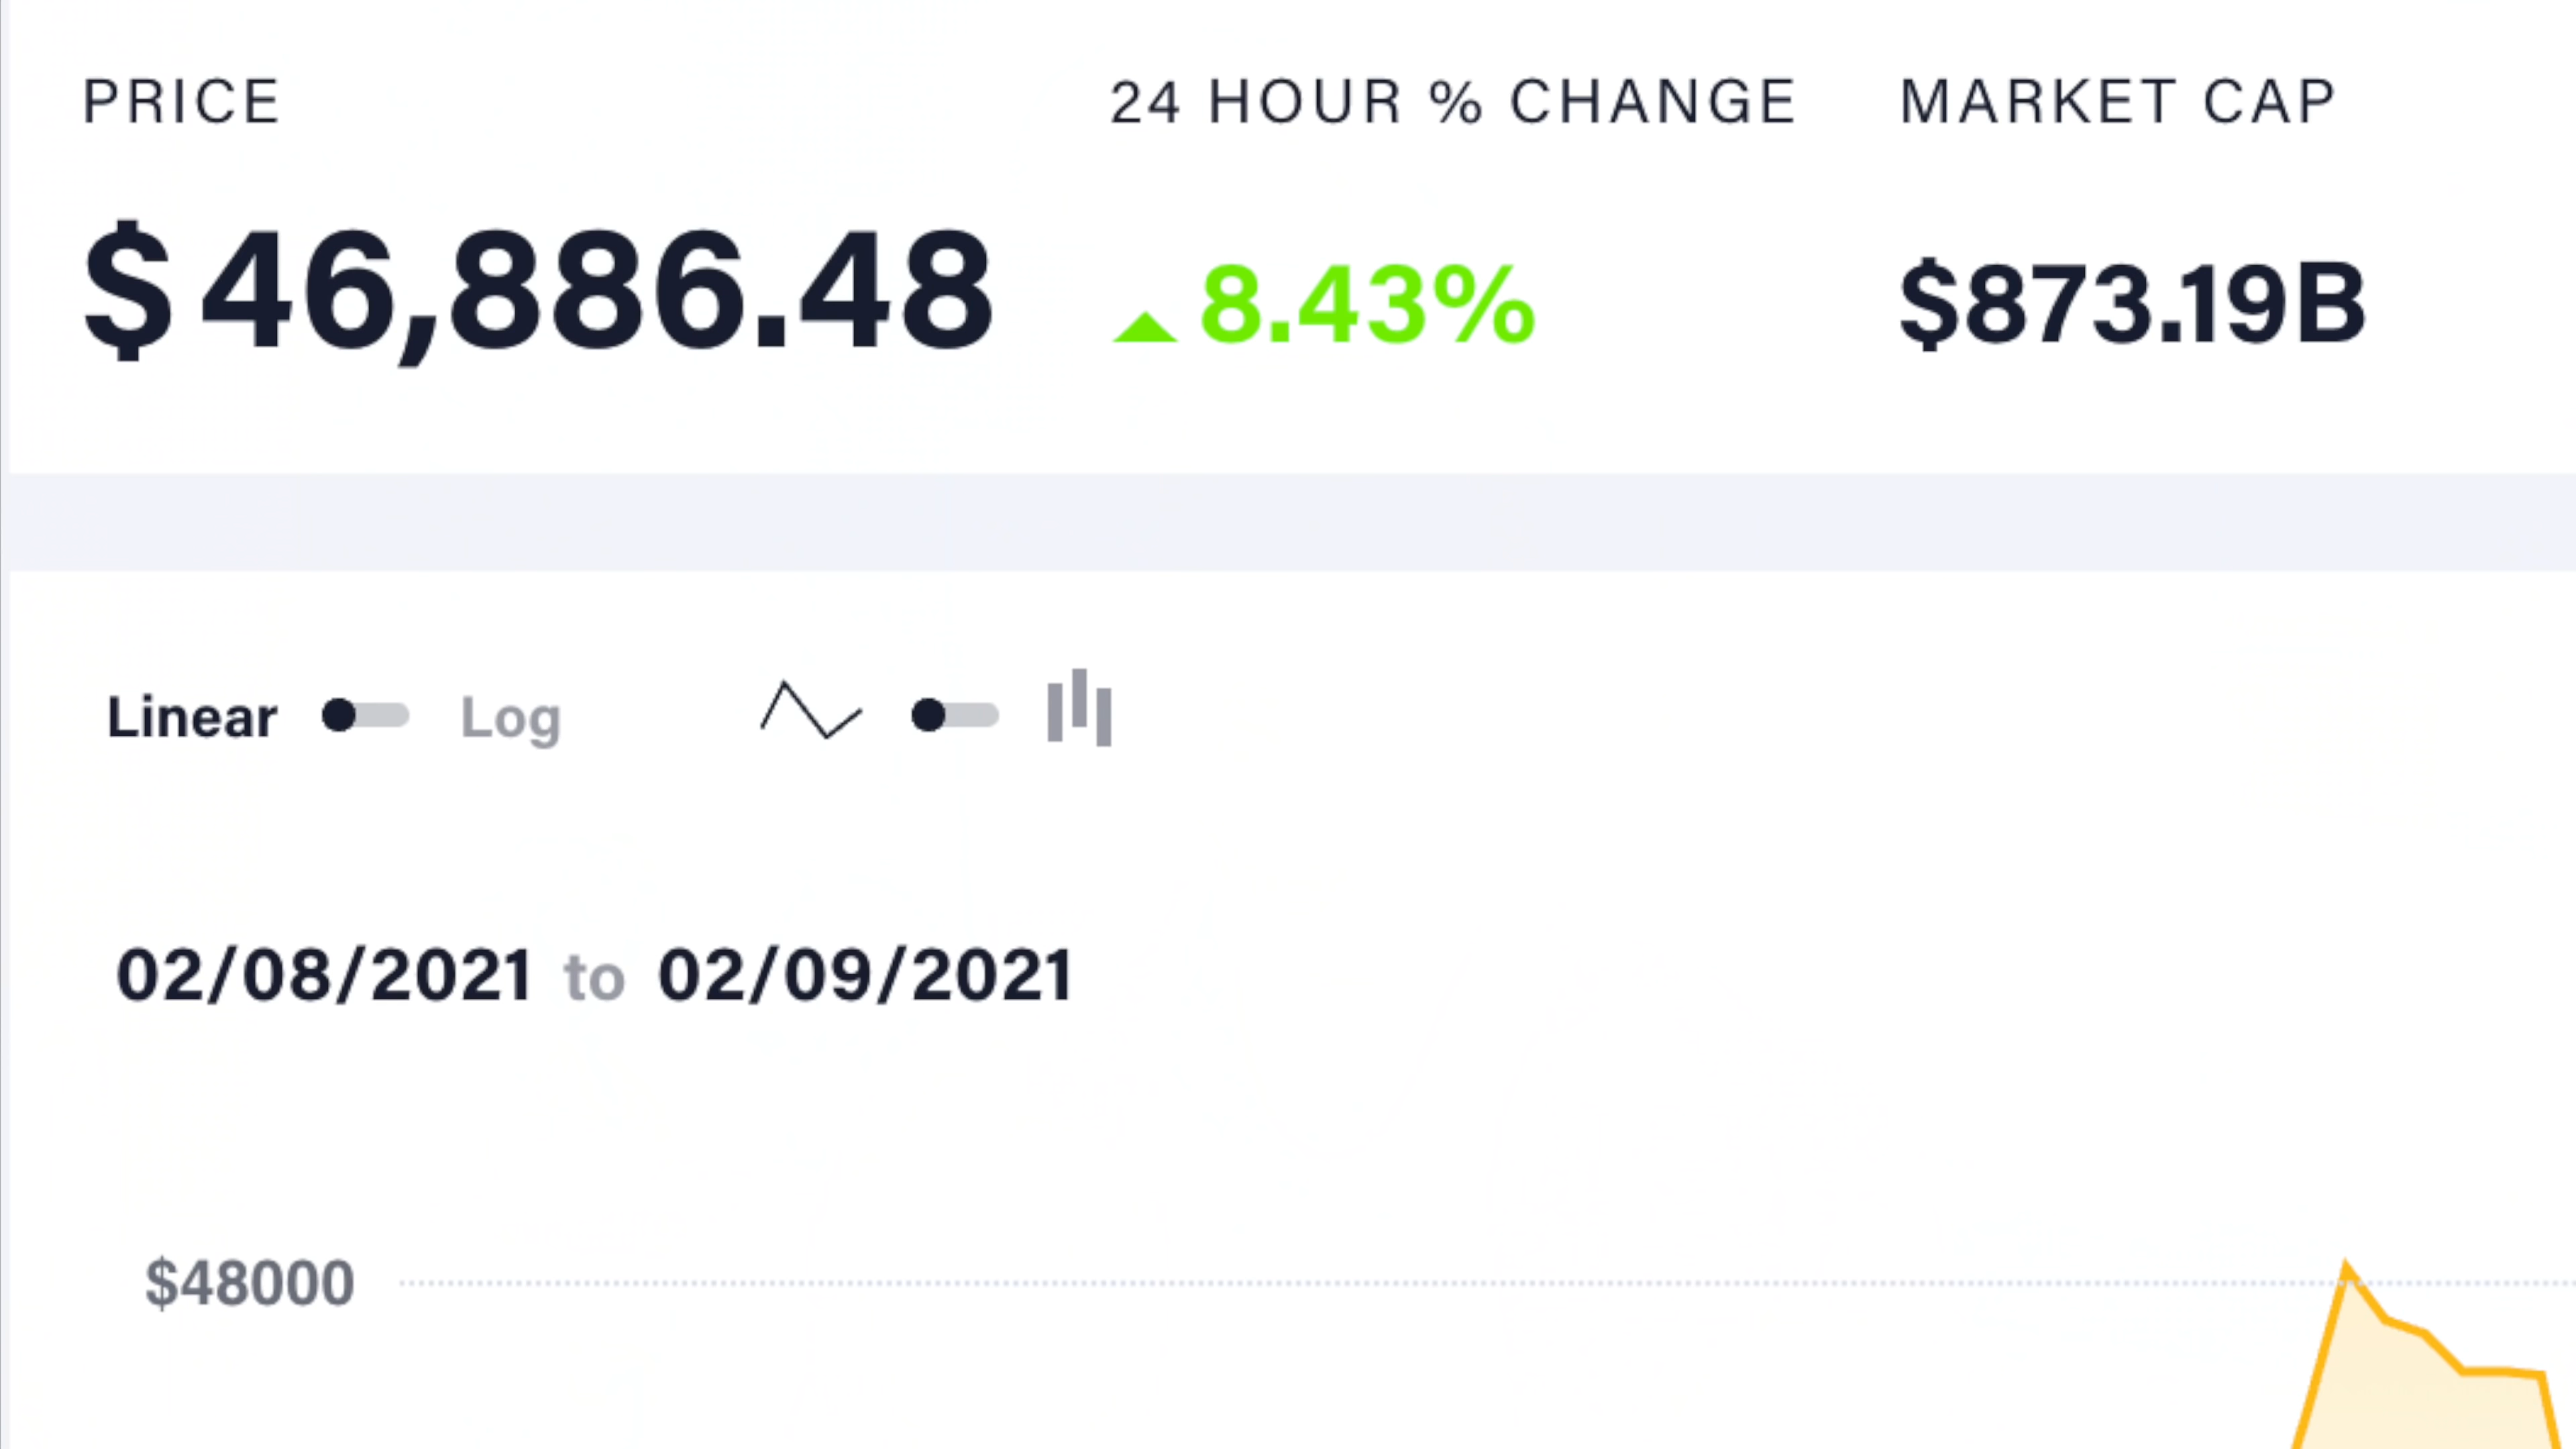 PRICE 24 HOUR % CHANGE MARKET CAP
$46,886.48 8.43% $873.19B
Linear Log
02/08/2021 to 02/09/2021
$48000